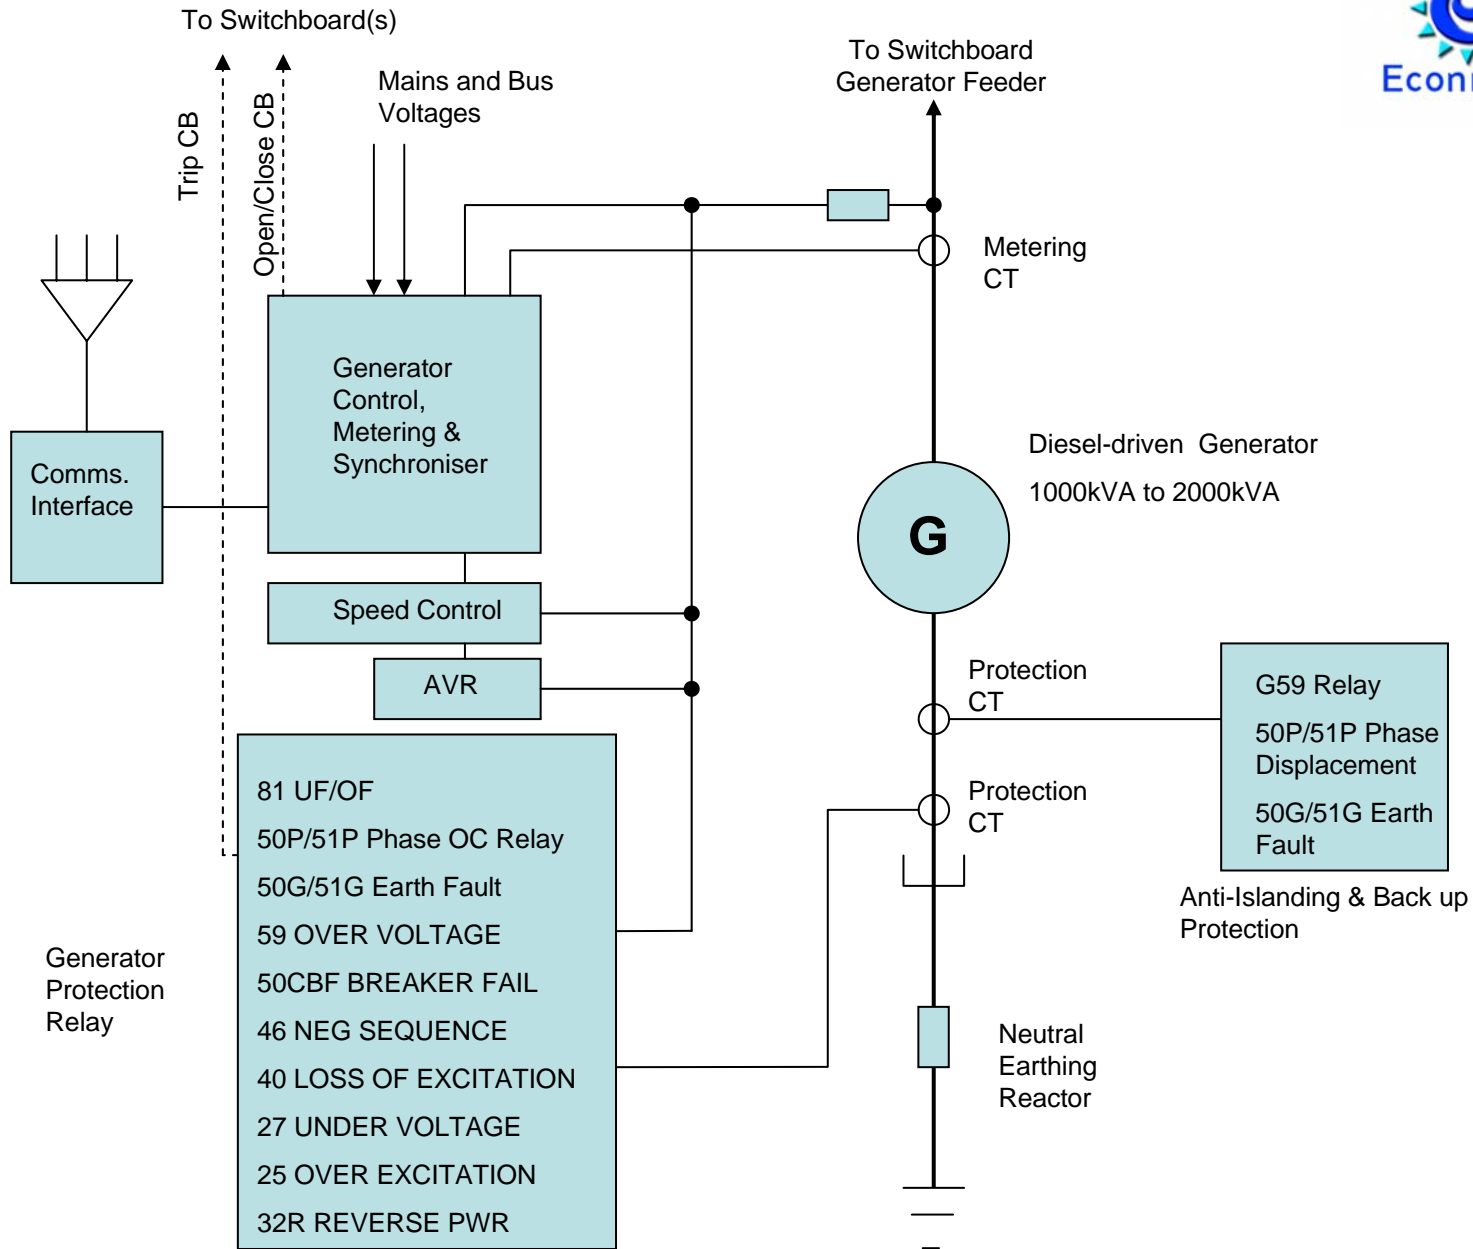 To Switchboard(s)
To Switchboard
Generator Feeder
Mains and Bus
Voltages
Trip CB
Open/Close CB
Metering
CT
Generator
Control,
Metering &
Synchroniser
Comms.
Interface
Diesel-driven Generator
1000kVA to 2000kVA
G
Speed Control
AVR
Protection
CT
G59 Relay
50P/51P Phase
Displacement
50G/51G Earth
Fault
Anti-Islanding & Back up
Protection
Protection
CT
81 UF/OF
50P/51P Phase OC Relay
50G/51G Earth Fault
59 OVER VOLTAGE
50CBF BREAKER FAIL
46 NEG SEQUENCE
40 LOSS OF EXCITATION
27 UNDER VOLTAGE
25 OVER EXCITATION
32R REVERSE PWR
Generator
Protection
Relay
Neutral
Earthing
Reactor